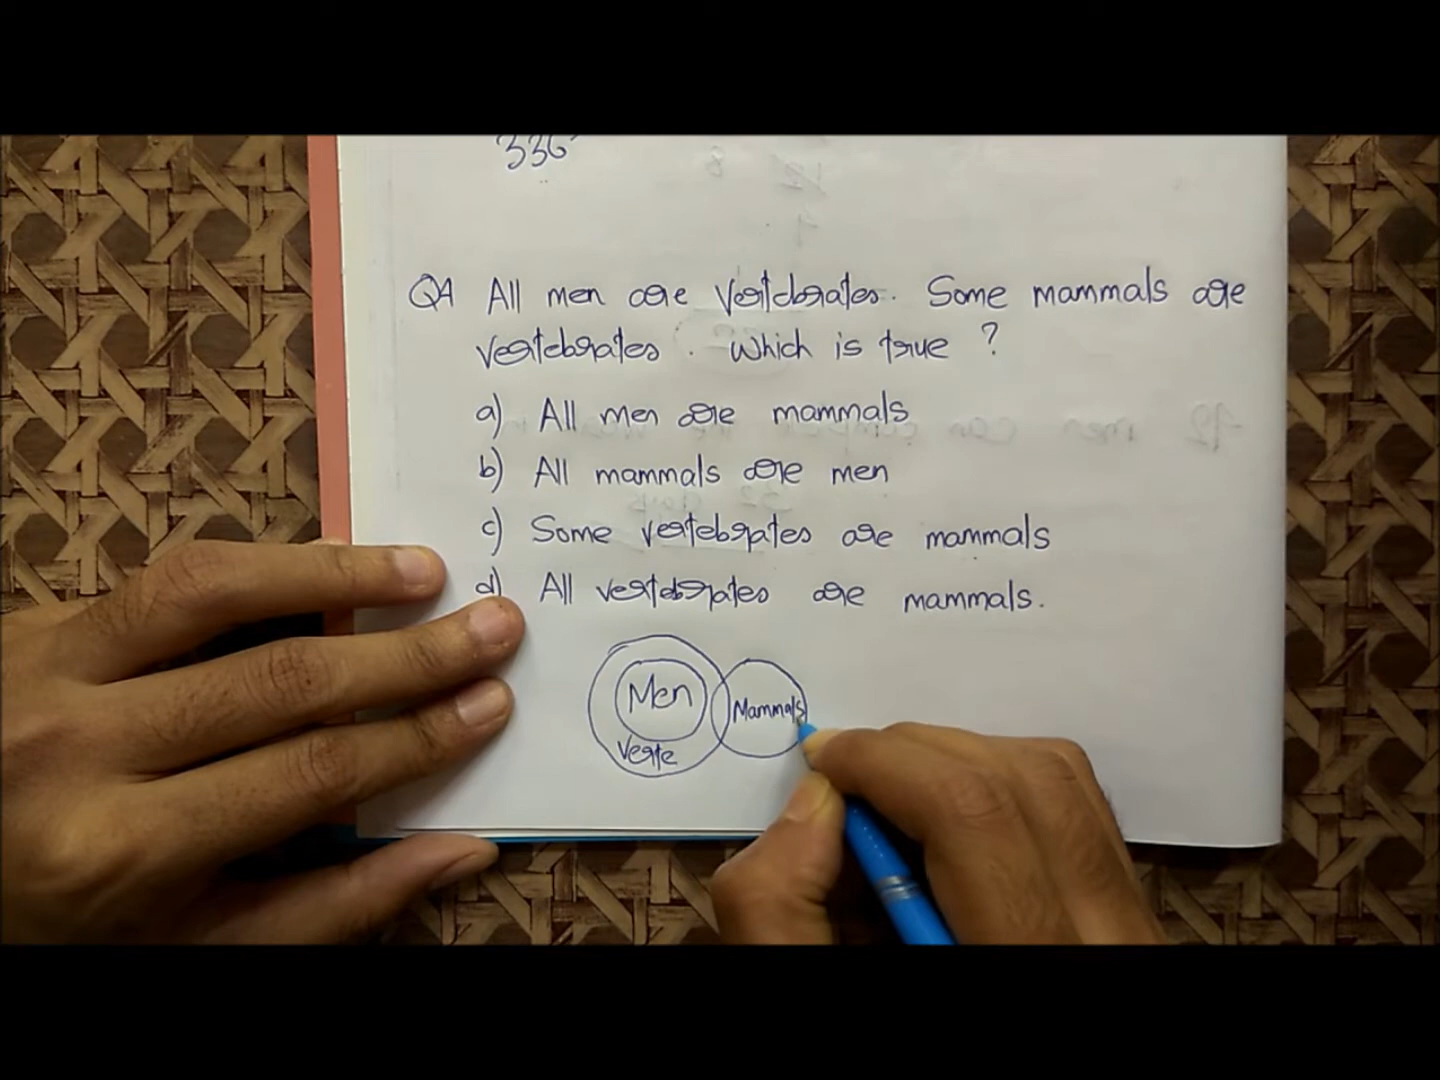 336
Q4 All men are vertebrates. Some mammals are
vertebrates. Which is true ?
a) All men are mammals
b) All mammals are men
c) Some vertebrates are mammals
d) All vertebrates are mammals.
Men
Mammals
Verte